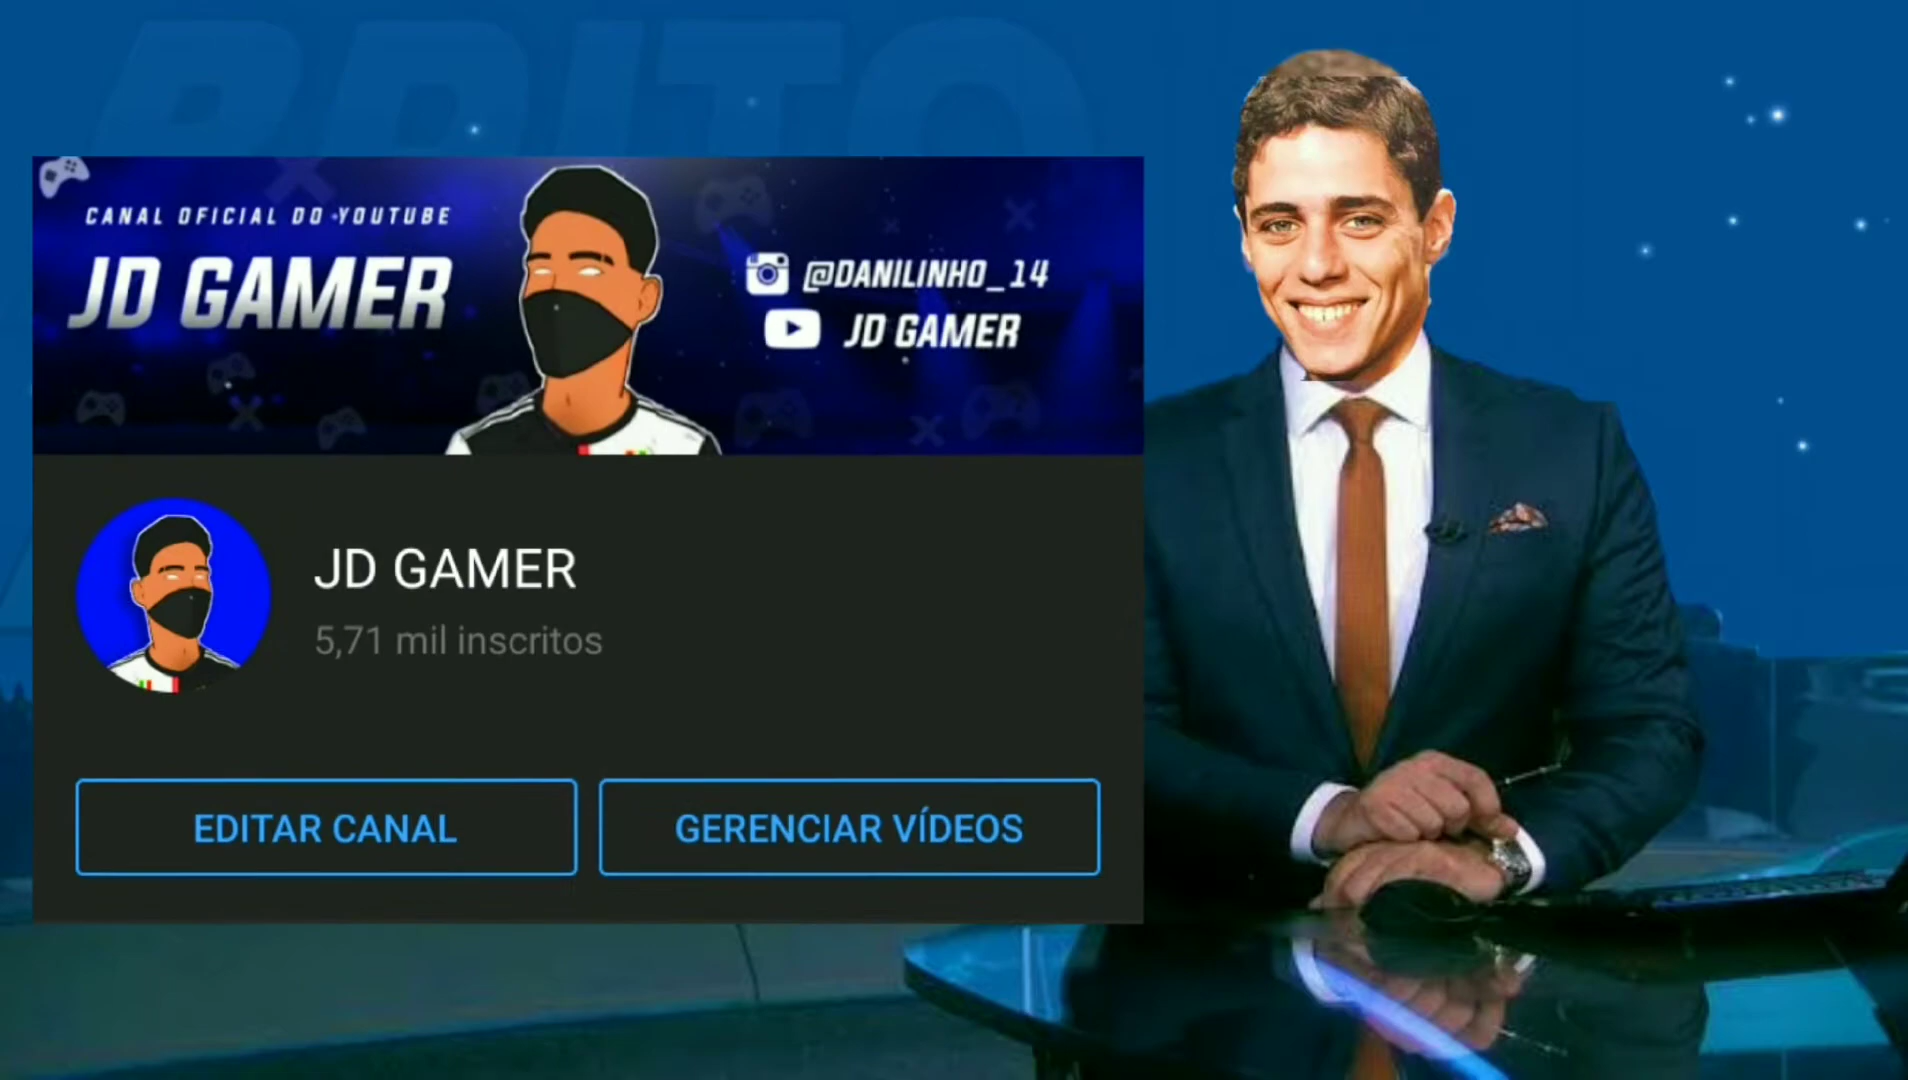 BRITO
CANAL OFICIAL DO YOUTUBE
JD GAMER
@DANILINHO_14
JD GAMER
JD GAMER
5,71 mil inscritos
EDITAR CANAL
GERENCIAR VÍDEOS